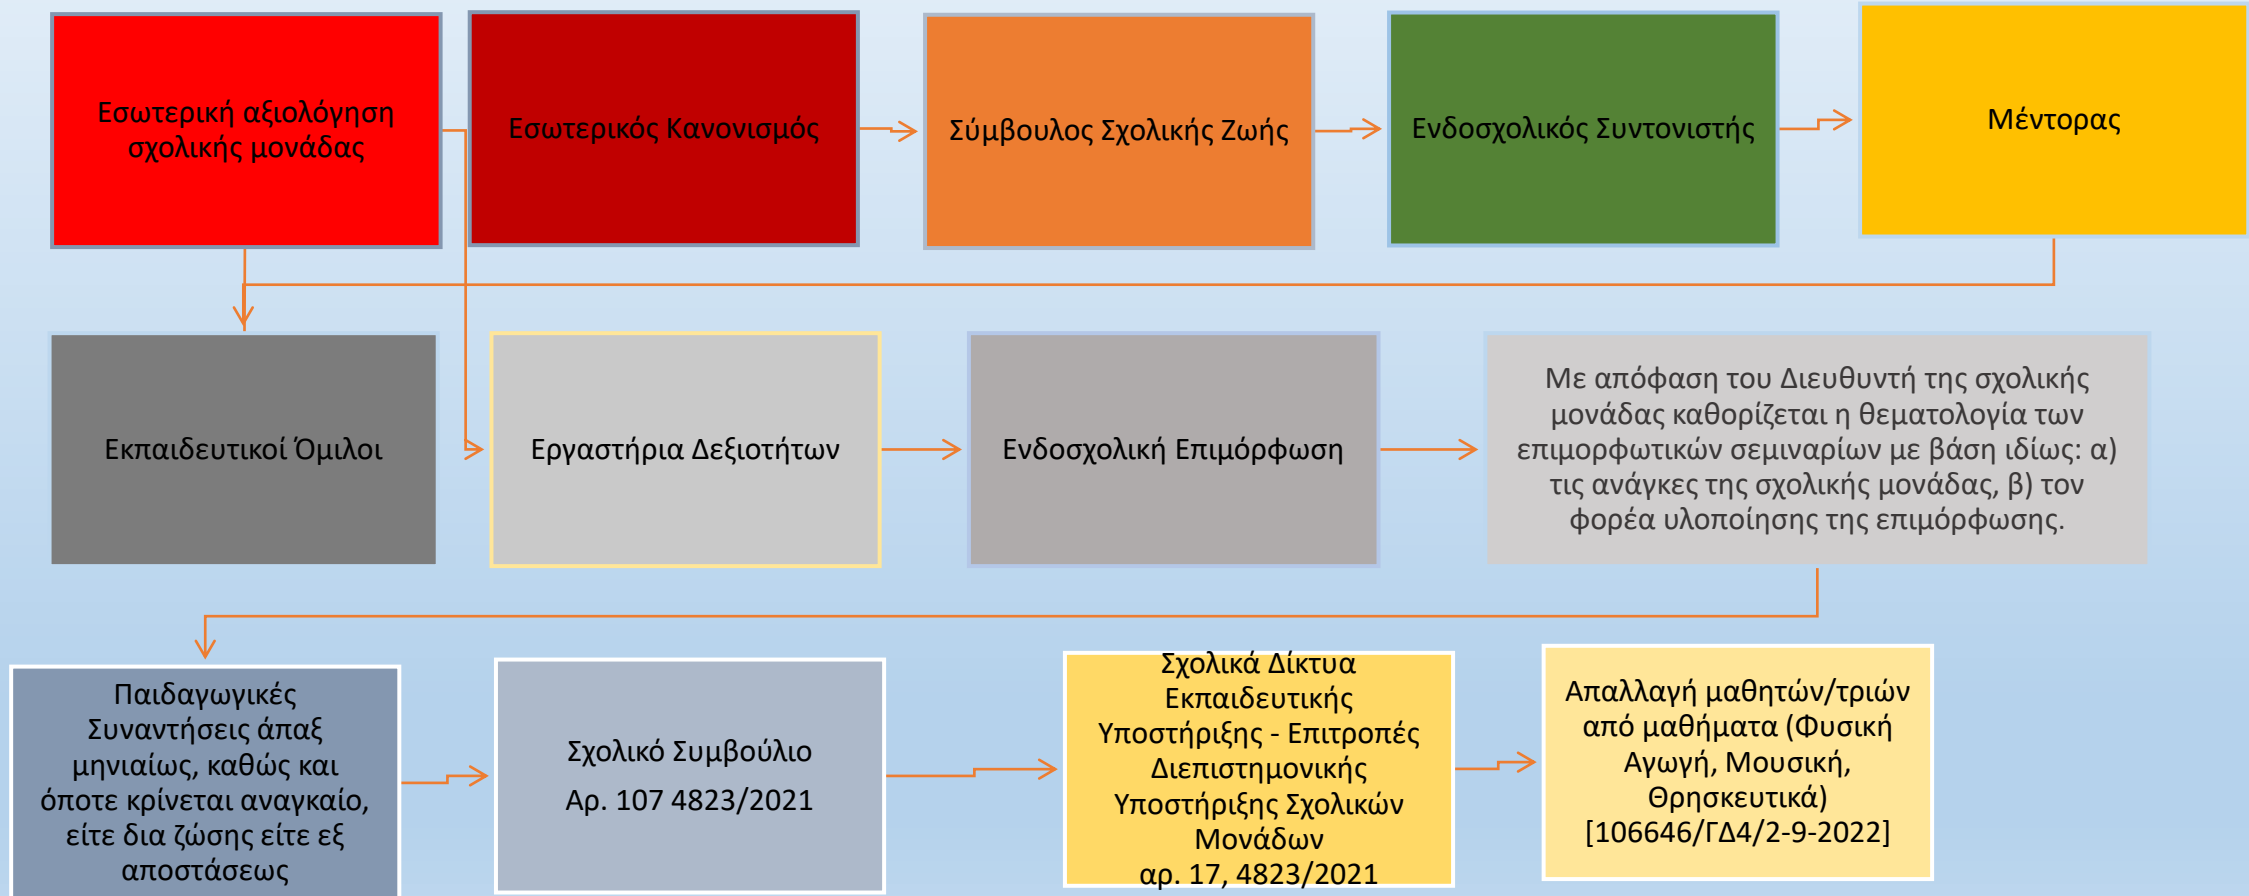 Εσωτερική αξιολόγηση
σχολικής μονάδας
Εσωτερικός Κανονισμός
Σύμβουλος Σχολικής Ζωής
Ενδοσχολικός Συντονιστής
Μέντορας
Εκπαιδευτικοί Όμιλοι
Εργαστήρια Δεξιοτήτων
Ενδοσχολική Επιμόρφωση
Με απόφαση του Διευθυντή της σχολικής
μονάδας καθορίζεται η θεματολογία των
επιμορφωτικών σεμιναρίων με βάση ιδίως: α)
τις ανάγκες της σχολικής μονάδας, β) τον
φορέα υλοποίησης της επιμόρφωσης.
Παιδαγωγικές
Συναντήσεις άπαξ
μηνιαίως, καθώς και
όποτε κρίνεται αναγκαίο,
είτε δια ζώσης είτε εξ
αποστάσεως
Σχολικό Συμβούλιο
Αρ. 107 4823/2021
Σχολικά Δίκτυα
Εκπαιδευτικής
Υποστήριξης - Επιτροπές
Διεπιστημονικής
Υποστήριξης Σχολικών
Μονάδων
αρ. 17, 4823/2021
Απαλλαγή μαθητών/τριών
από μαθήματα (Φυσική
Αγωγή, Μουσική,
Θρησκευτικά)
[106646/ΓΔ4/2-9-2022]